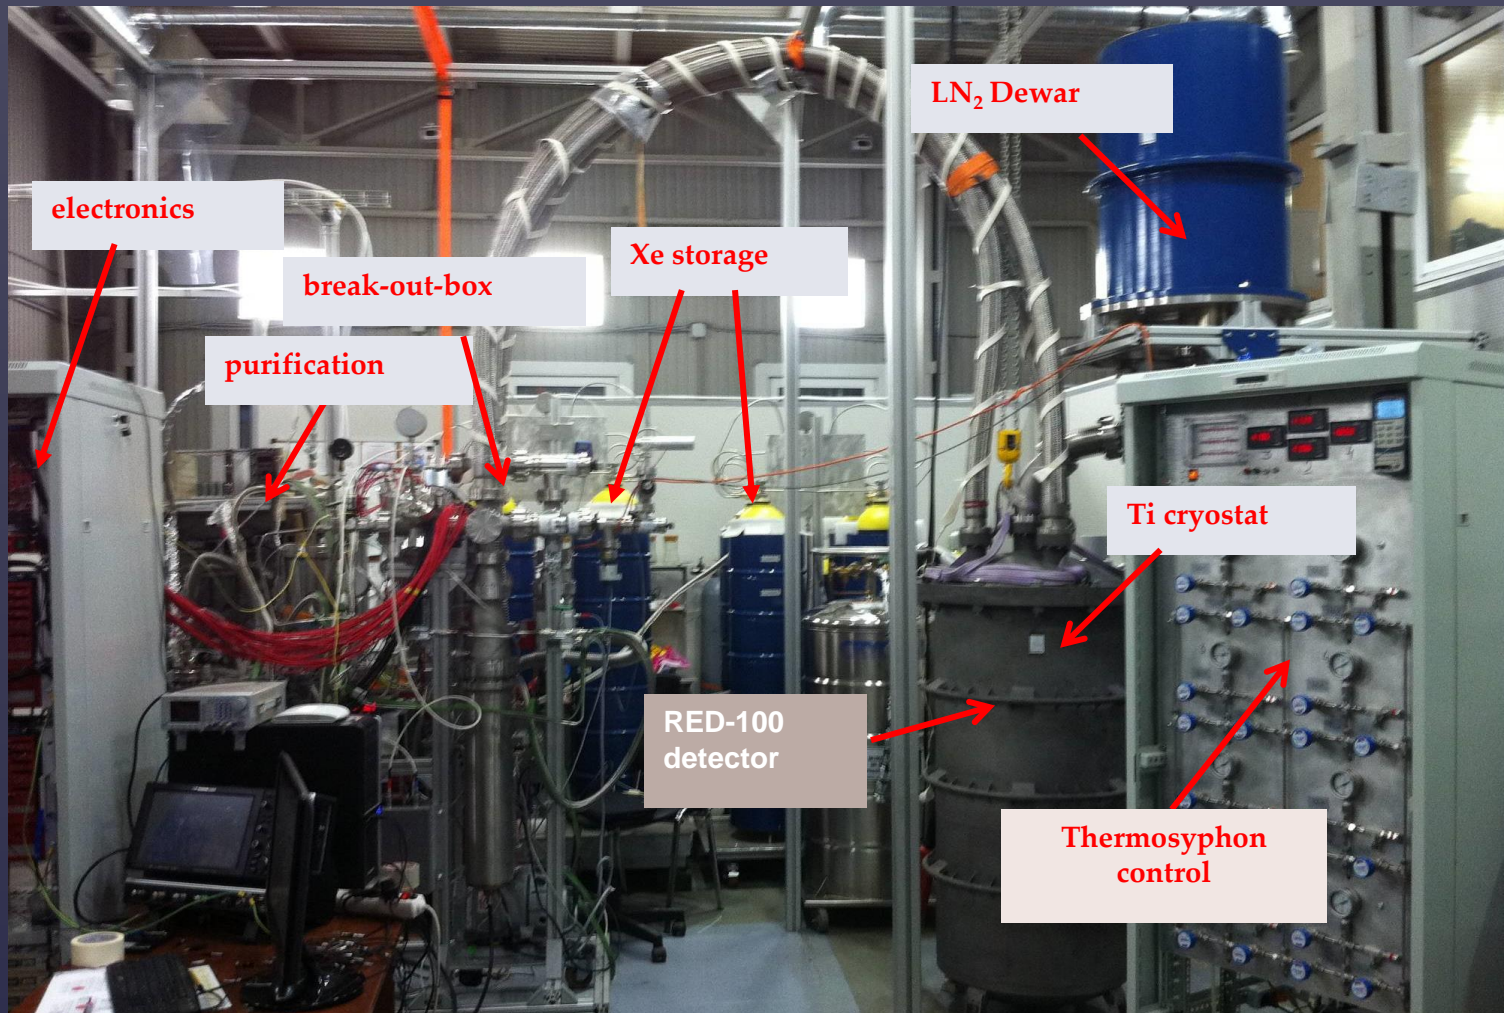 LN₂ Dewar
electronics
Xe storage
break-out-box
purification
Ti cryostat
RED-100
detector
Thermosyphon
control